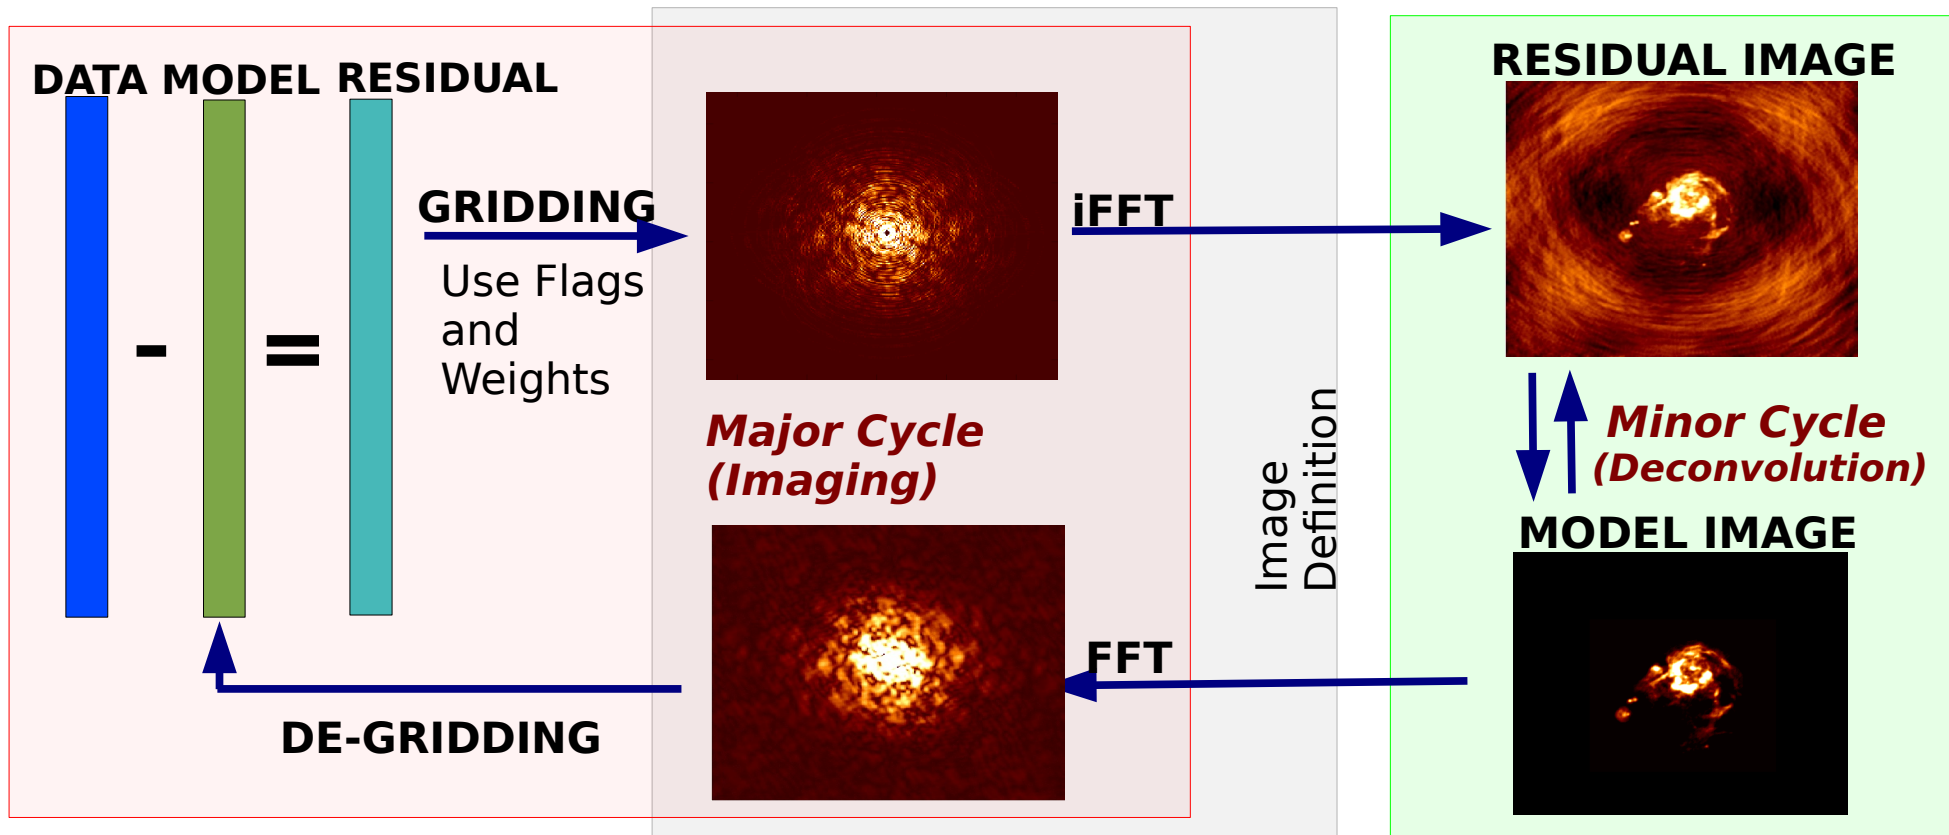 DATA MODEL RESIDUAL
-
=
GRIDDING
Use Flags
and
Weights
iFFT
RESIDUAL IMAGE
Major Cycle
(Imaging)
Image
Definition
Minor Cycle
(Deconvolution)
MODEL IMAGE
FFT
DE-GRIDDING